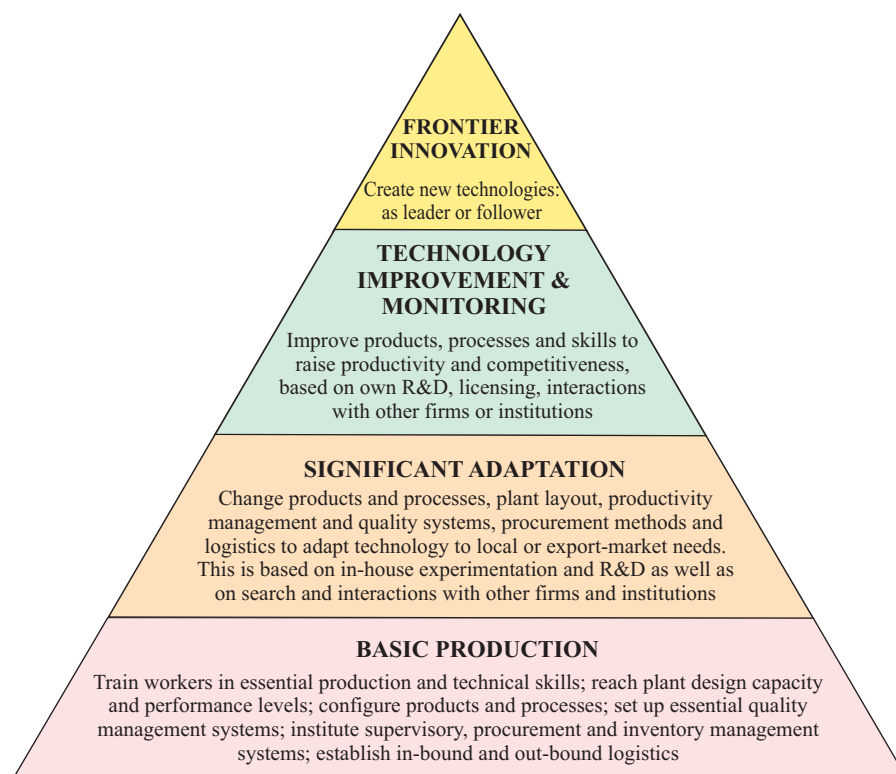 FRONTIER
INNOVATION
Create new technologies:
as leader or follower
TECHNOLOGY
IMPROVEMENT &
MONITORING
Improve products, processes and skills to
raise productivity and competitiveness,
based on own R&D, licensing, interactions
with other firms or institutions
SIGNIFICANT ADAPTATION
Change products and processes, plant layout, productivity
management and quality systems, procurement methods and
logistics to adapt technology to local or export-market needs.
This is based on in-house experimentation and R&D as well as
on search and interactions with other firms and institutions
BASIC PRODUCTION
Train workers in essential production and technical skills; reach plant design capacity
and performance levels; configure products and processes; set up essential quality
management systems; institute supervisory, procurement and inventory management
systems; establish in-bound and out-bound logistics